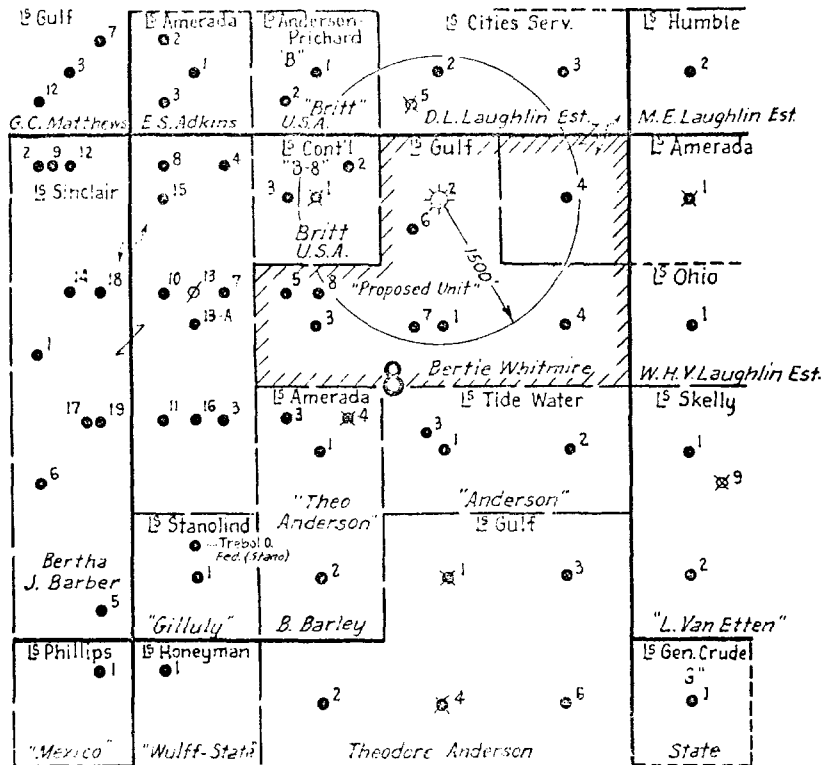 LS Gulf
7
3
12
G.C. Matthews
LS Amerada
2
1
3
E.S. Adkins
LS Anderson-
Prichard
"B"
1
2
"Britt"
U.S.A.
LS Cities Serv.
2
3
5
D.L. Laughlin Est.
LS Humble
2
M.E. Laughlin Est.
2 9 12
LS Sinclair
8
4
15
LS Cont'l
"B-8"
2
3
1
Britt
U.S.A.
LS Gulf
2
6
4
1500'
LS Amerada
1
14
18
10
13
7
13-A
5
8
3
"Proposed Unit"
7
1
4
Bertie Whitmire
LS Ohio
1
W.H.V. Laughlin Est.
1
17
19
6
11
16
3
8
LS Amerada
3
4
1
"Theo
Anderson"
LS Tide Water
3
1
2
"Anderson"
LS Skelly
1
9
Bertha
J. Barber
5
LS Stanolind
Trebol O.
Fed. (Stano)
1
"Gilluly"
2
B. Barley
LS Gulf
1
3
2
"L. Van Etten"
LS Phillips
1
"Mexico"
LS Honeyman
1
"Wulff-State"
2
4
6
Theodore Anderson
LS Gen. Crude
G"
1
State